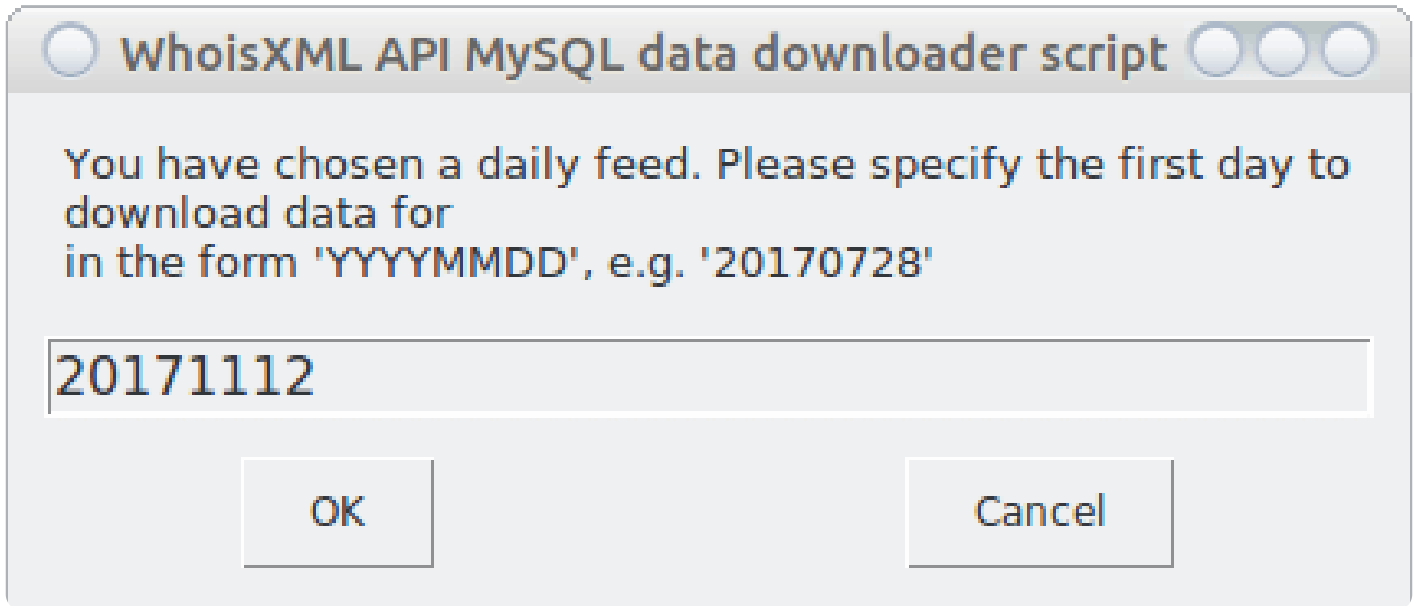 WhoisXML API MySQL data downloader script
You have chosen a daily feed. Please specify the first day to
download data for
in the form 'YYYYMMDD', e.g. '20170728'
20171112
OK
Cancel